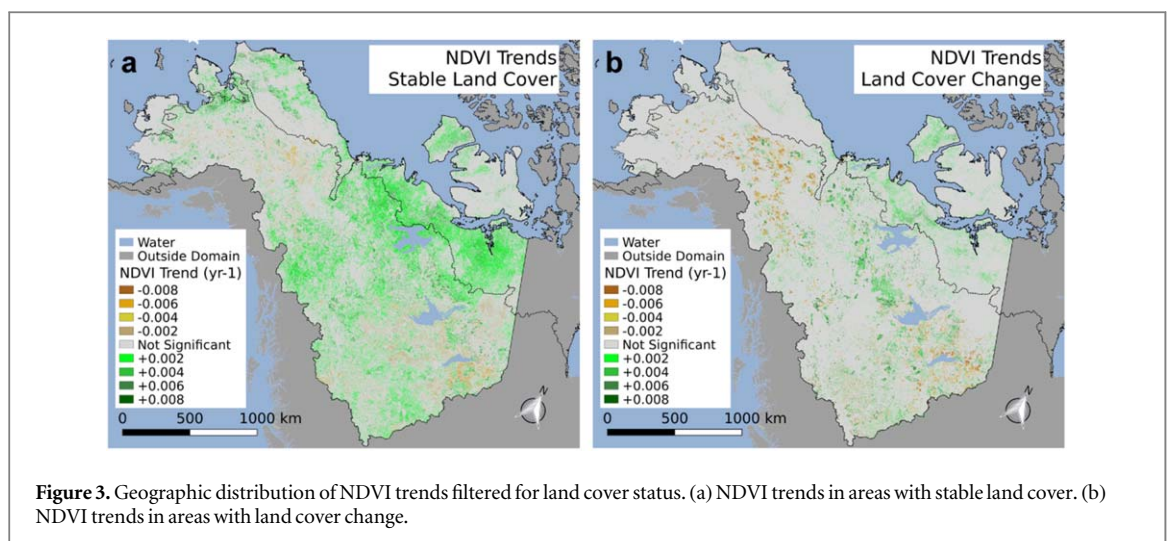 a
NDVI Trends
Stable Land Cover
Water
Outside Domain
NDVI Trend (yr-1)
-0.008
-0.006
-0.004
-0.002
Not Significant
+0.002
+0.004
+0.006
+0.008
0 500 1000 km
N
b
NDVI Trends
Land Cover Change
Water
Outside Domain
NDVI Trend (yr-1)
-0.008
-0.006
-0.004
-0.002
Not Significant
+0.002
+0.004
+0.006
+0.008
0 500 1000 km
N
Figure 3. Geographic distribution of NDVI trends filtered for land cover status. (a) NDVI trends in areas with stable land cover. (b)
NDVI trends in areas with land cover change.